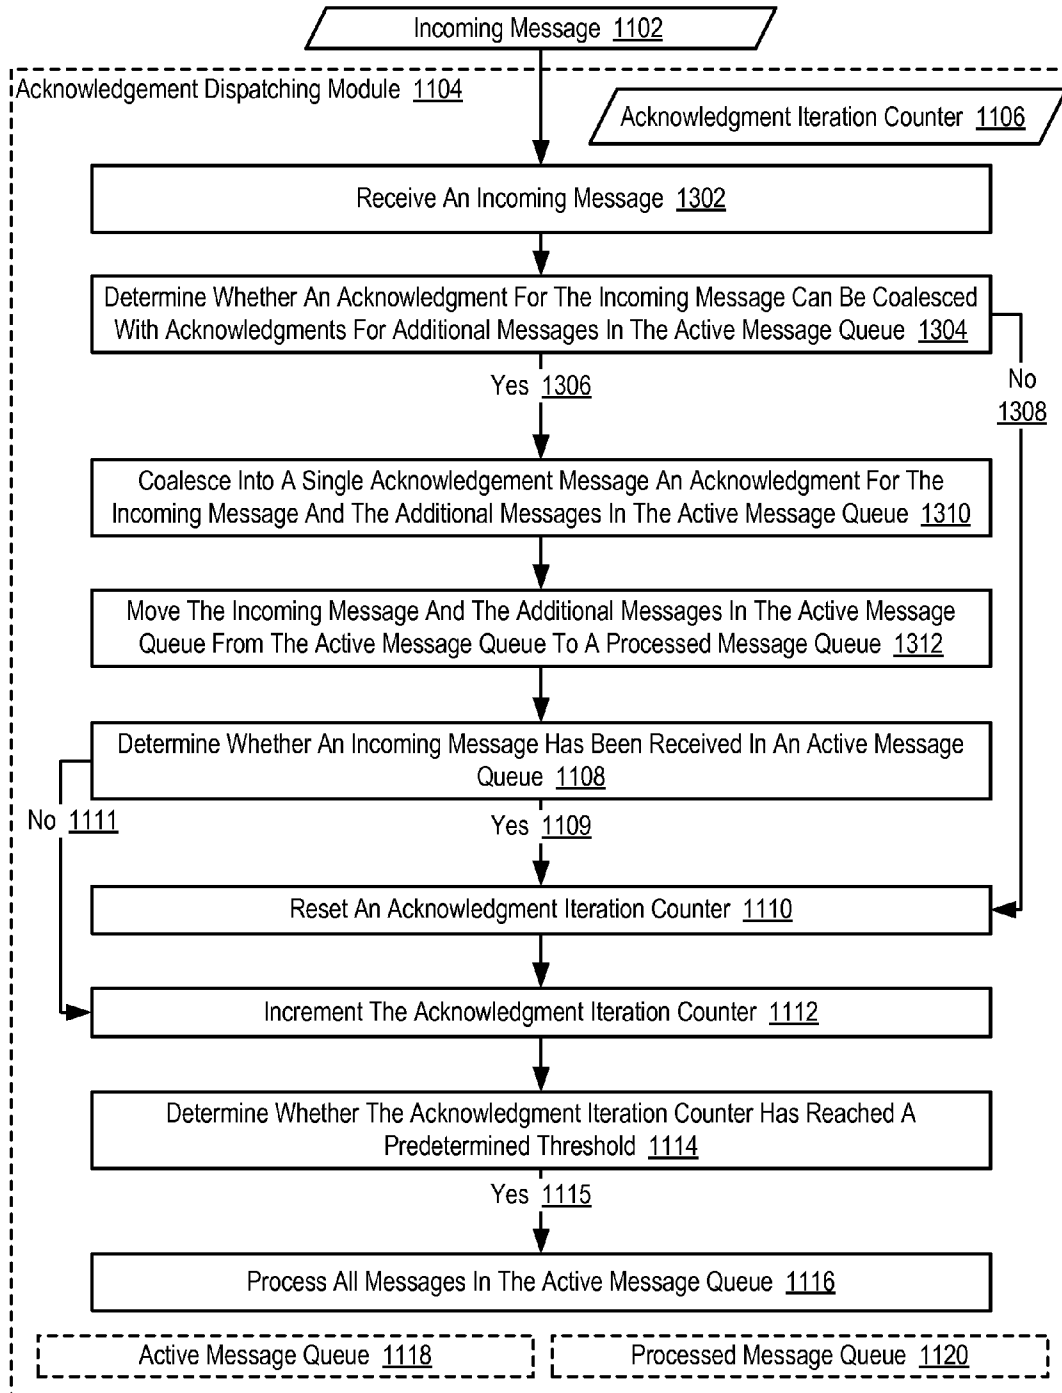 Incoming Message 1102
Acknowledgement Dispatching Module 1104
Acknowledgment Iteration Counter 1106
Receive An Incoming Message 1302
Determine Whether An Acknowledgment For The Incoming Message Can Be Coalesced
With Acknowledgments For Additional Messages In The Active Message Queue 1304
Yes 1306
No
1308
Coalesce Into A Single Acknowledgement Message An Acknowledgment For The
Incoming Message And The Additional Messages In The Active Message Queue 1310
Move The Incoming Message And The Additional Messages In The Active Message
Queue From The Active Message Queue To A Processed Message Queue 1312
Determine Whether An Incoming Message Has Been Received In An Active Message
Queue 1108
No 1111
Yes 1109
Reset An Acknowledgment Iteration Counter 1110
Increment The Acknowledgment Iteration Counter 1112
Determine Whether The Acknowledgment Iteration Counter Has Reached A
Predetermined Threshold 1114
Yes 1115
Process All Messages In The Active Message Queue 1116
Active Message Queue 1118
Processed Message Queue 1120